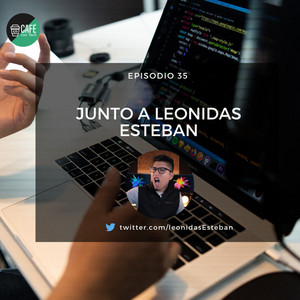 CAFÉ
EPISODIO 35
JUNTO A LEONIDAS
ESTEBAN
twitter.com/leonidasEsteban